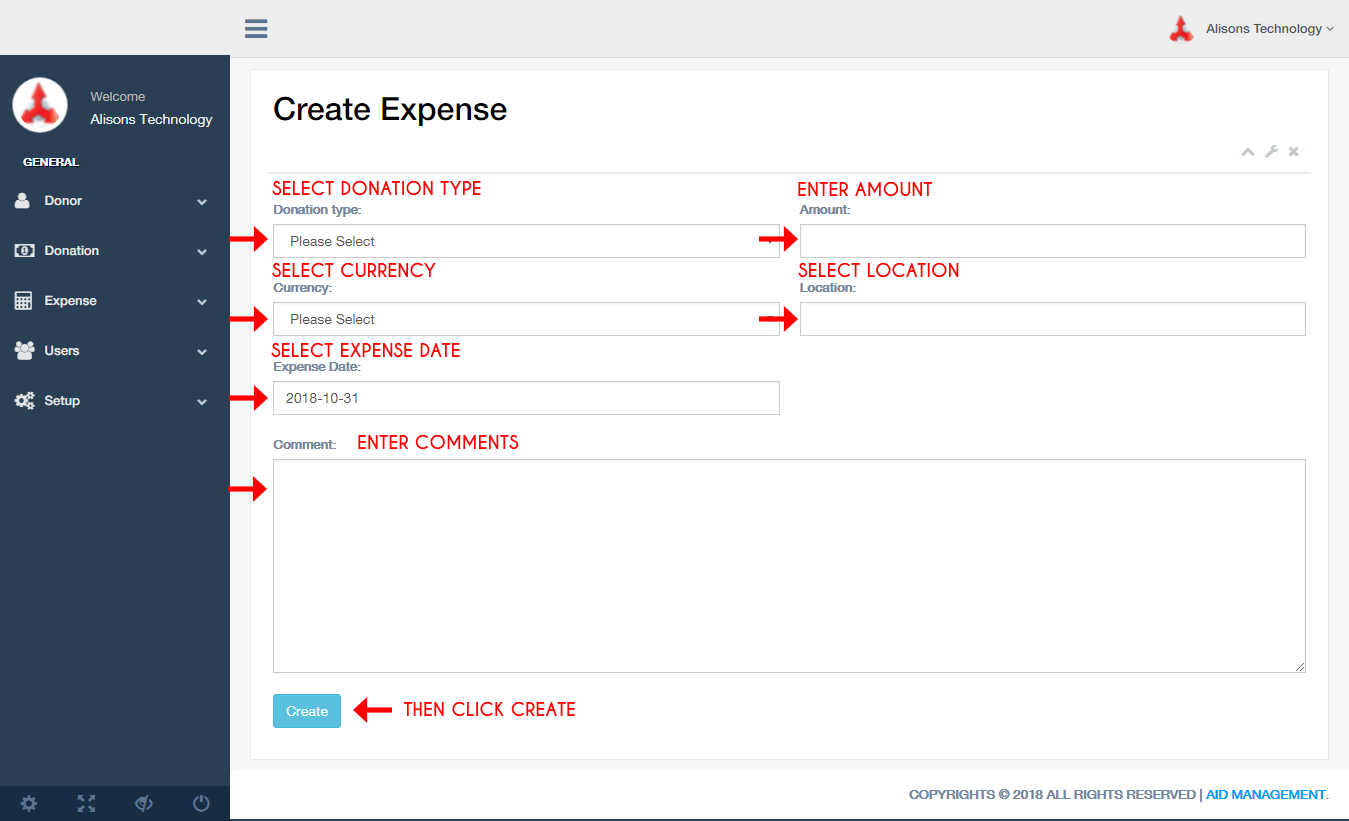 Alisons Technology
Welcome
Alisons Technology
GENERAL
Donor
Donation
Expense
Users
Setup
Create Expense
SELECT DONATION TYPE
Donation type:
Please Select
ENTER AMOUNT
Amount:
SELECT CURRENCY
Currency:
Please Select
SELECT LOCATION
Location:
SELECT EXPENSE DATE
Expense Date:
2018-10-31
Comment: ENTER COMMENTS
Create THEN CLICK CREATE
COPYRIGHTS © 2018 ALL RIGHTS RESERVED | AID MANAGEMENT.